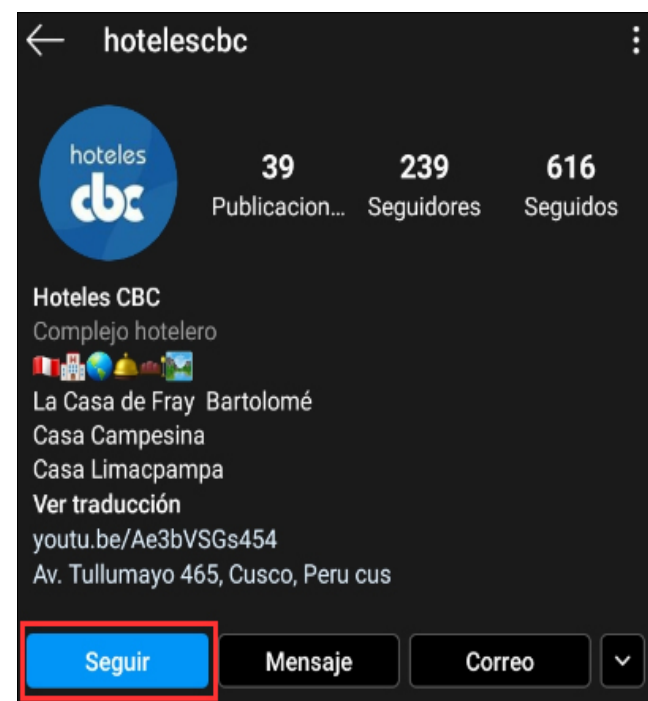 hotelescbc
hoteles
cbc
39 239 616
Publicacion... Seguidores Seguidos
Hoteles CBC
Complejo hotelero
La Casa de Fray Bartolomé
Casa Campesina
Casa Limacpampa
Ver traducción
youtu.be/Ae3bVSGs454
Av. Tullumayo 465, Cusco, Peru cus
Seguir Mensaje Correo